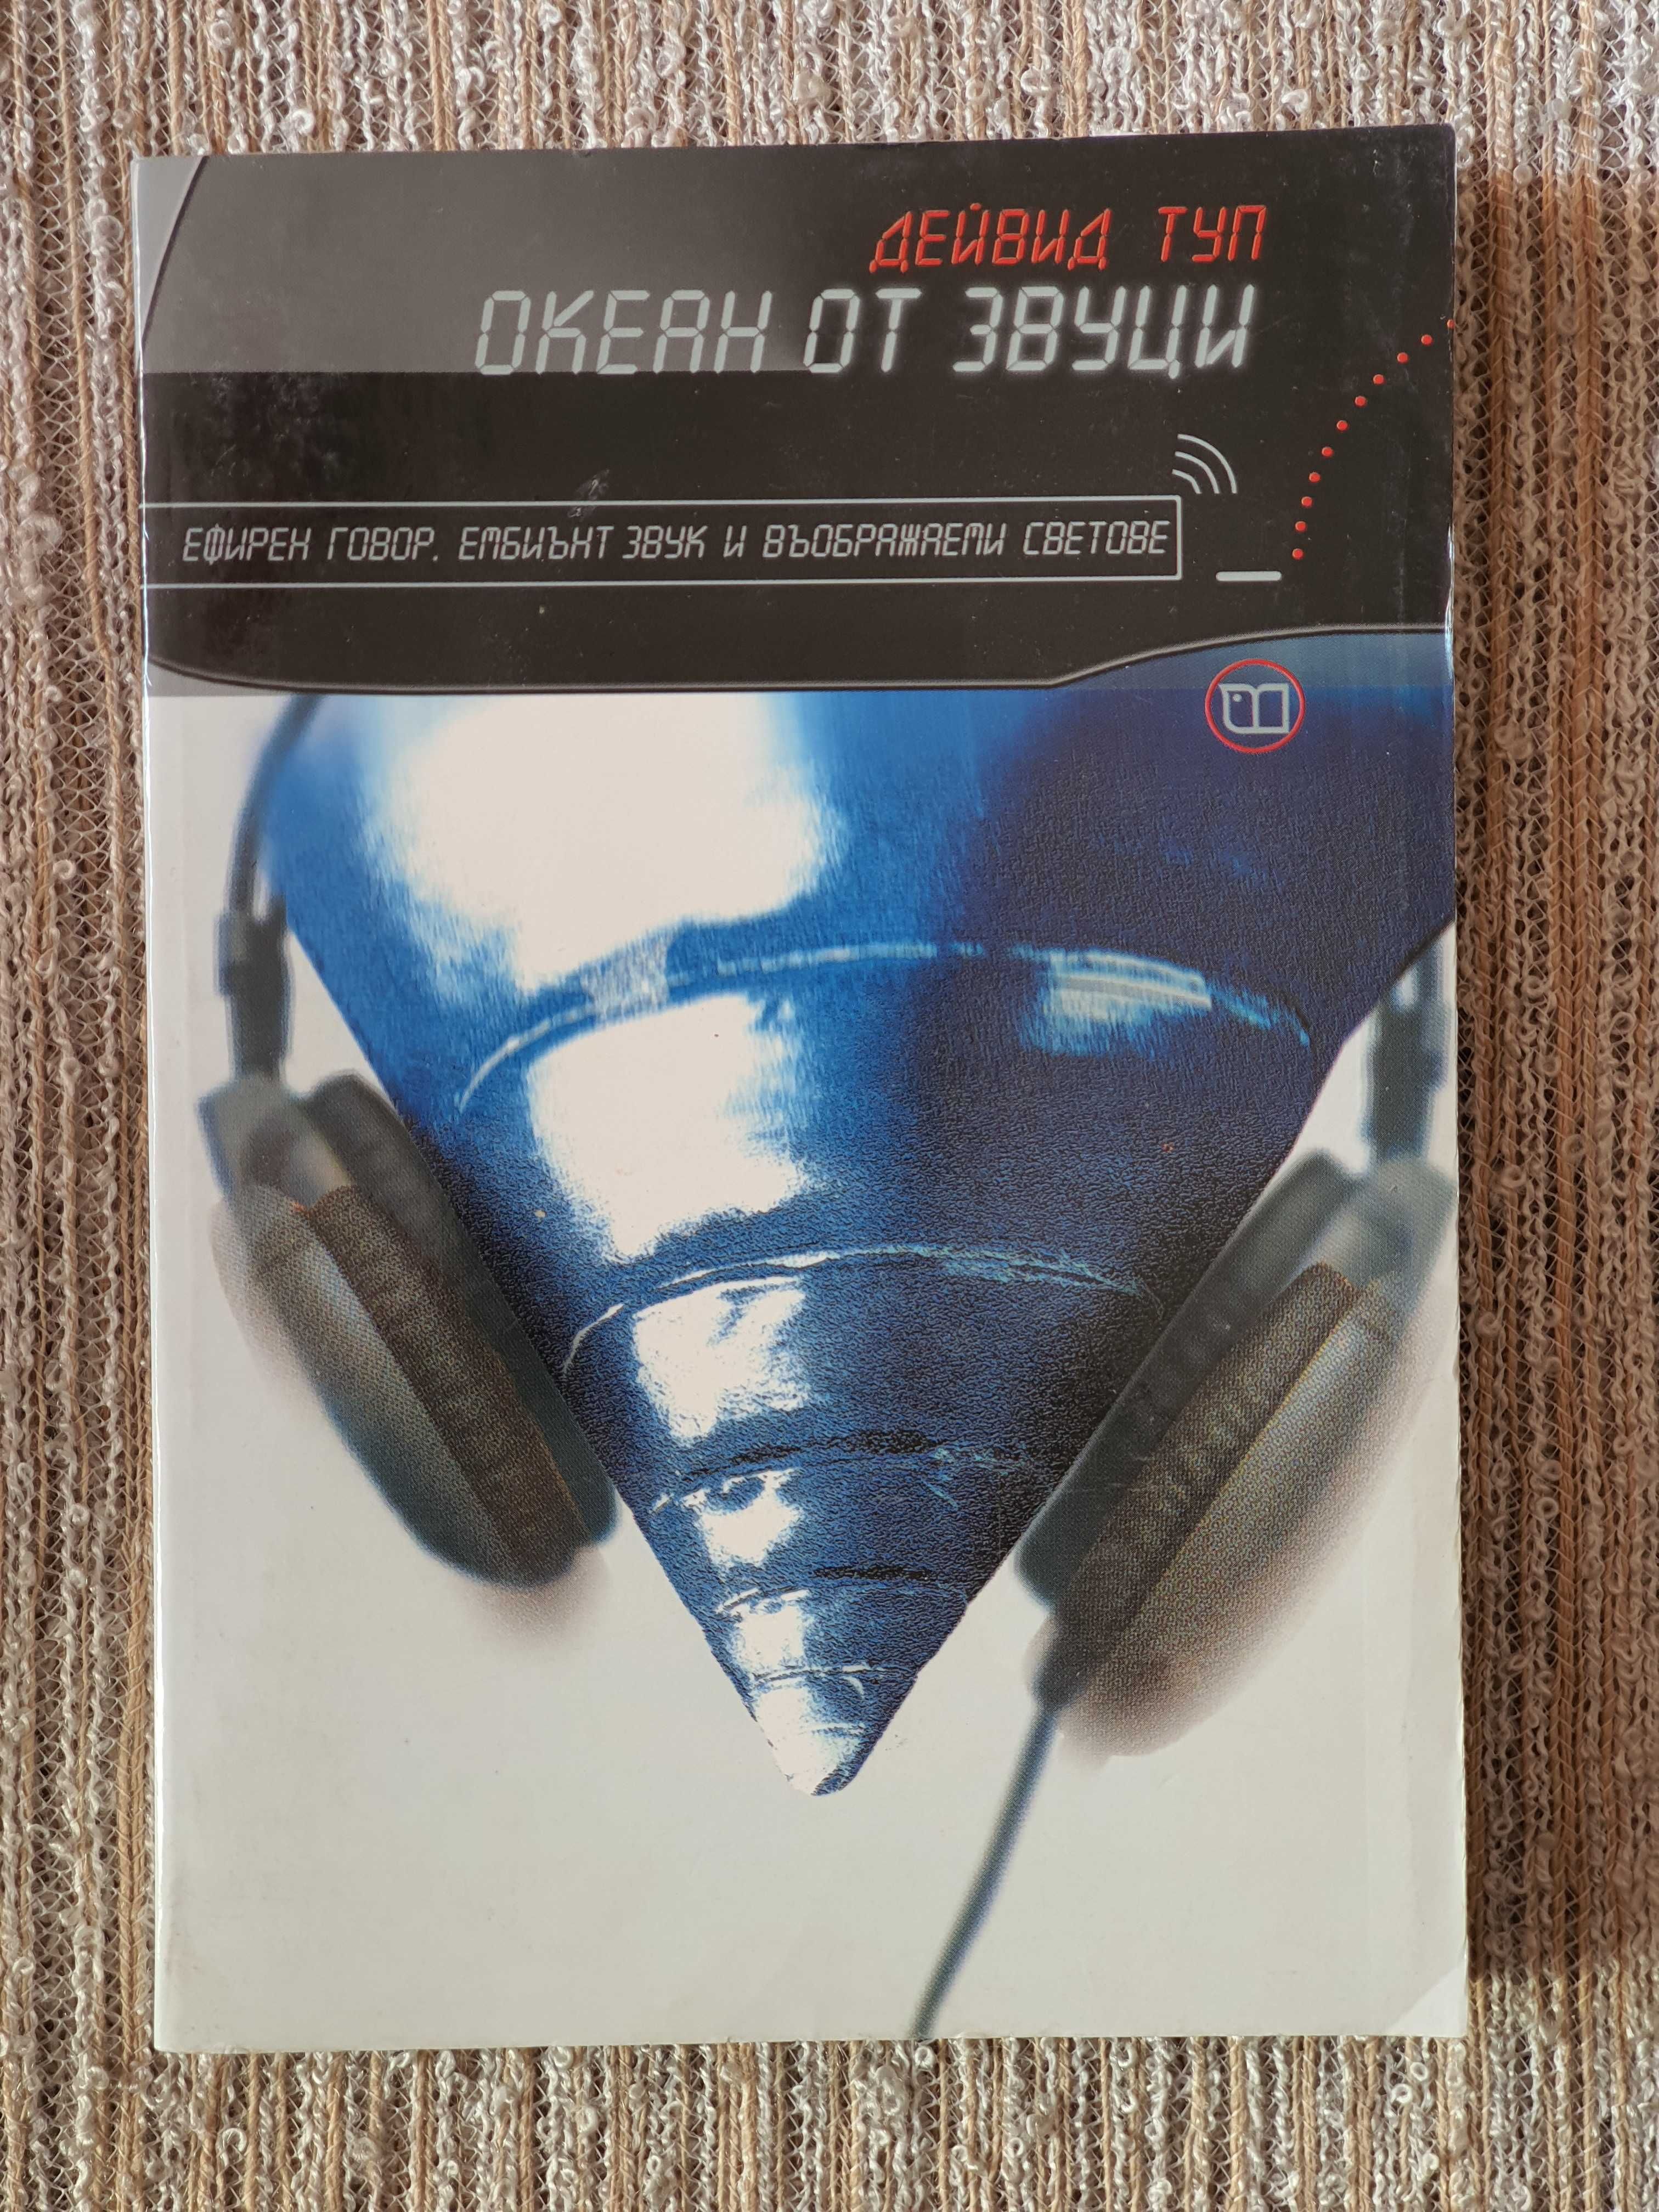 ДЕЙВИД ТУП
ОКЕАН ОТ ЗВУЦИ
ЕФИРЕН ГОВОР, ЕМБИЪНТ ЗВУК И ВЪОБРАЖАЕМИ СВЕТОВЕ